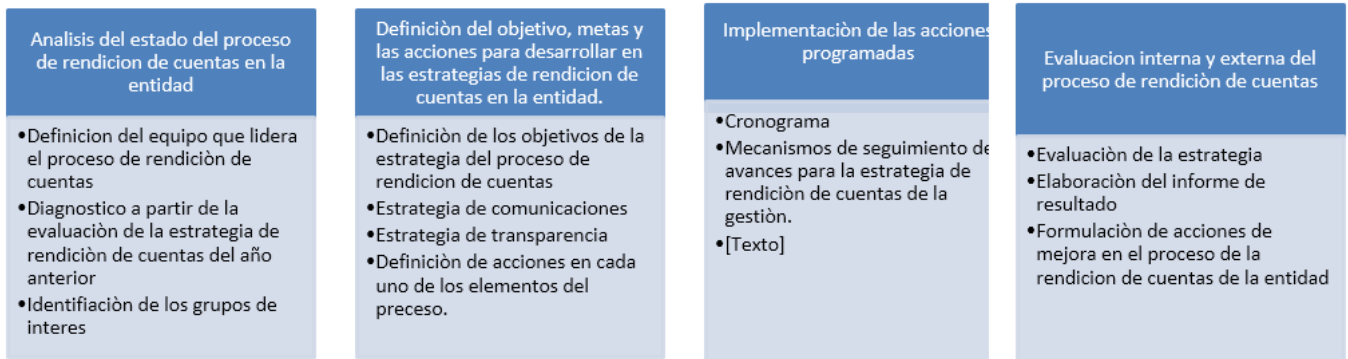 Analisis del estado del proceso
de rendicion de cuentas en la
entidad
•Definicion del equipo que lidera
el proceso de rendiciòn de
cuentas
•Diagnostico a partir de la
evaluaciòn de la estrategia de
rendiciòn de cuentas del año
anterior
•Identifiaciòn de los grupos de
interes
Definiciòn del objetivo, metas y
las acciones para desarrollar en
las estrategias de rendicion de
cuentas en la entidad.
•Definiciòn de los objetivos de la
estrategia del proceso de
rendicion de cuentas
•Estrategia de comunicaciones
•Estrategia de transparencia
•Definiciòn de acciones en cada
uno de los elementos del
preceso.
Implementaciòn de las acciones
programadas
•Cronograma
•Mecanismos de seguimiento de
avances para la estrategia de
rendiciòn de cuentas de la
gestiòn.
•[Texto]
Evaluacion interna y externa del
proceso de rendiciòn de cuentas
•Evaluaciòn de la estrategia
•Elaboraciòn del informe de
resultado
•Formulaciòn de acciones de
mejora en el proceso de la
rendicion de cuentas de la entidad